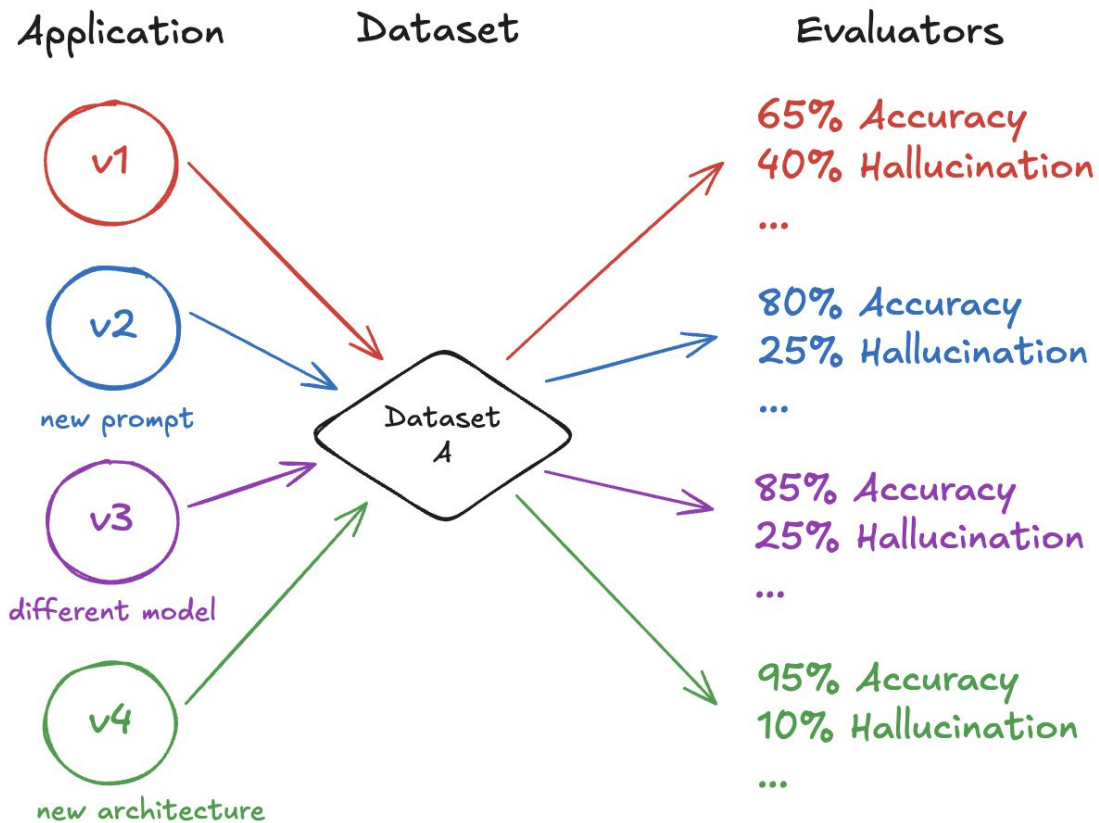 Application
Dataset
Evaluators
v1
v2
new prompt
v3
different model
v4
new architecture
Dataset
A
65% Accuracy
40% Hallucination
...
80% Accuracy
25% Hallucination
...
85% Accuracy
25% Hallucination
...
95% Accuracy
10% Hallucination
...